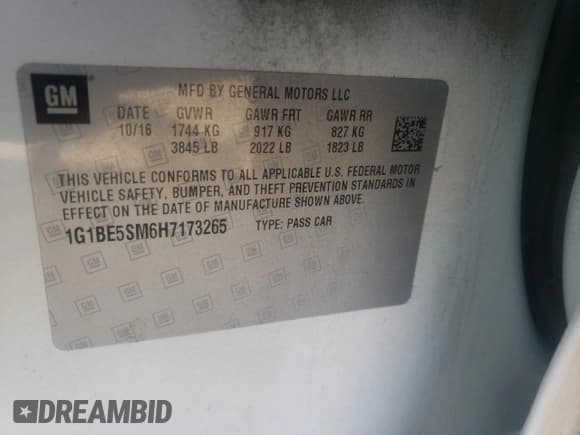 GM
MFD BY GENERAL MOTORS LLC
DATE GVWR GAWR FRT GAWR RR
10/16 1744 KG 917 KG 827 KG
3845 LB 2022 LB 1823 LB
THIS VEHICLE CONFORMS TO ALL APPLICABLE U.S. FEDERAL MOTOR
VEHICLE SAFETY, BUMPER, AND THEFT PREVENTION STANDARDS IN
EFFECT ON THE DATE OF MANUFACTURE SHOWN ABOVE.
1G1BE5SM6H7173265 TYPE: PASS CAR
DREAMBID